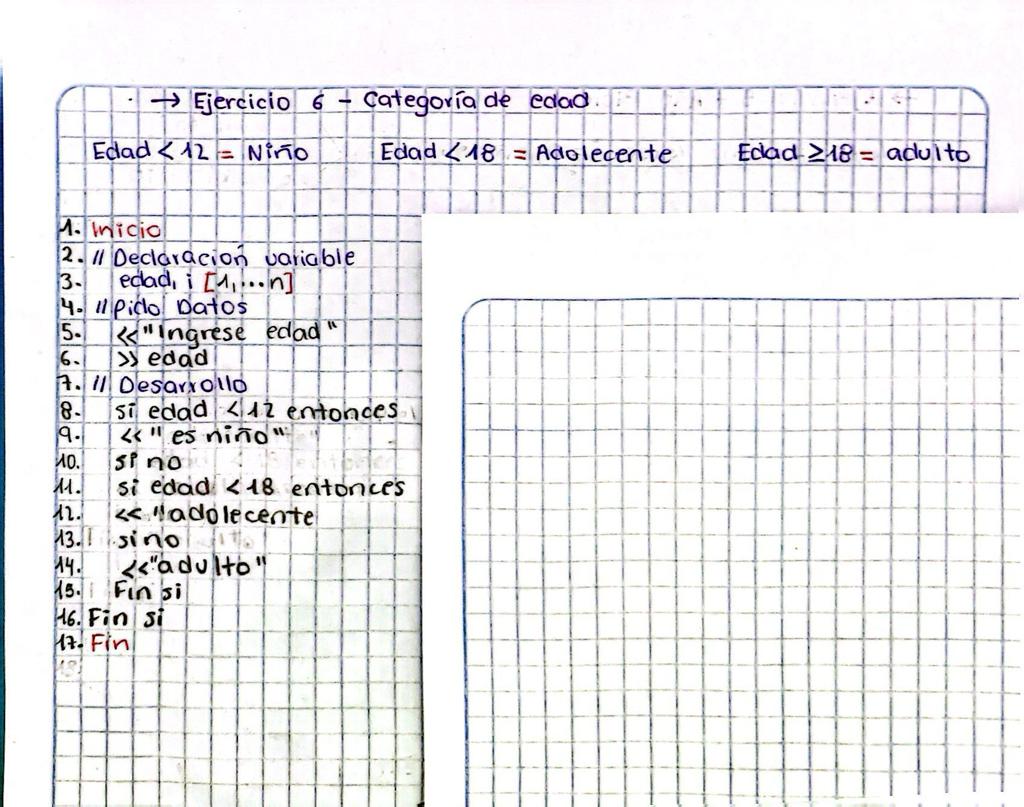 → Ejercicio 6 - Categoría de edad.
Edad < 12 = Niño Edad < 18 = Adolecente Edad ≥ 18 = adulto
1. Inicio
2. // Declaración variable
3. edad, i [1,...n]
4. // Pido Datos
5. << "Ingrese edad"
6. >> edad
7. // Desarrollo
8. si edad < 12 entonces
9. << " es niño"
10. si no
11. si edad < 18 entonces
12. << "adolecente
13. sino
14. << "adulto"
15. Fin si
16. Fin si
17. Fin
18.